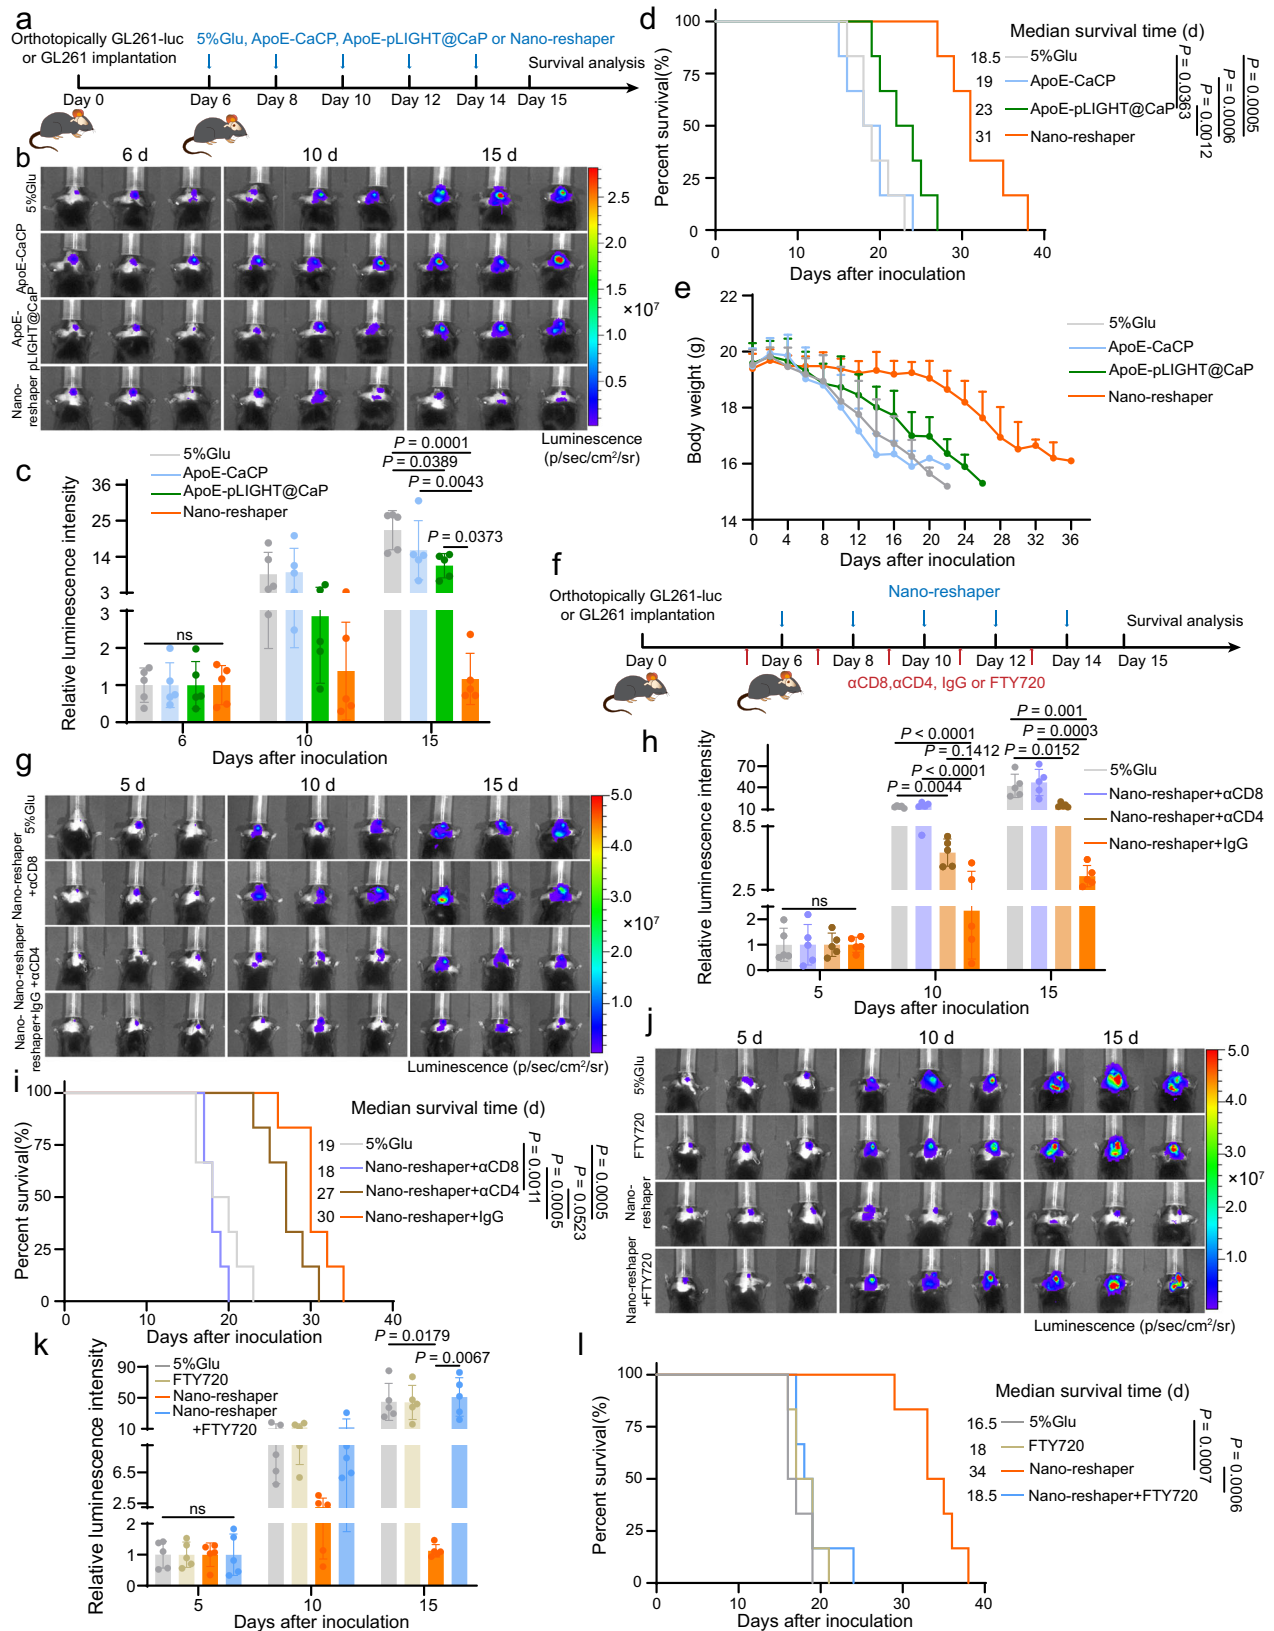 a
Orthotopically GL261-luc
or GL261 implantation
5%Glu, ApoE-CaCP, ApoE-pLIGHT@CaP or Nano-reshaper
Survival analysis
Day 0
Day 6
Day 8
Day 10
Day 12
Day 14
Day 15
b
6 d
10 d
15 d
5%Glu
ApoE-CaCP
ApoE-
pLIGHT@CaP
Nano-
reshaper
2.5
2.0
1.5
×10⁷
1.0
0.5
Luminescence
(p/sec/cm²/sr)
c
Relative luminescence intensity
36
25
14
3
3
2
1
0
5%Glu
ApoE-CaCP
ApoE-pLIGHT@CaP
Nano-reshaper
ns
P = 0.0001
P = 0.0389
P = 0.0043
P = 0.0373
6
10
15
Days after inoculation
d
Percent survival(%)
100
75
50
25
0
0
10
20
30
40
Days after inoculation
Median survival time (d)
18.5 5%Glu
19 ApoE-CaCP
23 ApoE-pLIGHT@CaP
31 Nano-reshaper
P = 0.0363
P = 0.0012
P = 0.0006
P = 0.0005
e
Body weight (g)
22
20
18
16
14
0
4
8
12
16
20
24
28
32
36
Days after inoculation
5%Glu
ApoE-CaCP
ApoE-pLIGHT@CaP
Nano-reshaper
f
Orthotopically GL261-luc
or GL261 implantation
Nano-reshaper
Survival analysis
Day 0
Day 6
Day 8
Day 10
Day 12
Day 14
Day 15
αCD8,αCD4, IgG or FTY720
g
5 d
10 d
15 d
5%Glu
Nano-reshaper
+αCD8
Nano-reshaper
+αCD4
Nano-
reshaper+IgG
5.0
4.0
3.0
×10⁷
2.0
1.0
Luminescence (p/sec/cm²/sr)
h
Relative luminescence intensity
70
40
10
8.5
2.5
2
1
0
ns
P < 0.0001
P = 0.1412
P < 0.0001
P = 0.0044
P = 0.001
P = 0.0003
P = 0.0152
5%Glu
Nano-reshaper+αCD8
Nano-reshaper+αCD4
Nano-reshaper+IgG
5
10
15
Days after inoculation
i
Percent survival(%)
100
75
50
25
0
0
10
20
30
40
Days after inoculation
Median survival time (d)
19 5%Glu
18 Nano-reshaper+αCD8
27 Nano-reshaper+αCD4
30 Nano-reshaper+IgG
P = 0.0011
P = 0.0005
P = 0.0523
P = 0.0005
j
5 d
10 d
15 d
5%Glu
FTY720
Nano-
reshaper
Nano-reshaper
+FTY720
5.0
4.0
3.0
×10⁷
2.0
1.0
Luminescence (p/sec/cm²/sr)
k
Relative luminescence intensity
90
50
10
6.5
2.5
2
1
0
5%Glu
FTY720
Nano-reshaper
Nano-reshaper
+FTY720
ns
P = 0.0179
P = 0.0067
5
10
15
Days after inoculation
l
Percent survival(%)
100
75
50
25
0
0
10
20
30
40
Days after inoculation
Median survival time (d)
16.5 5%Glu
18 FTY720
34 Nano-reshaper
18.5 Nano-reshaper+FTY720
P = 0.0007
P = 0.0006